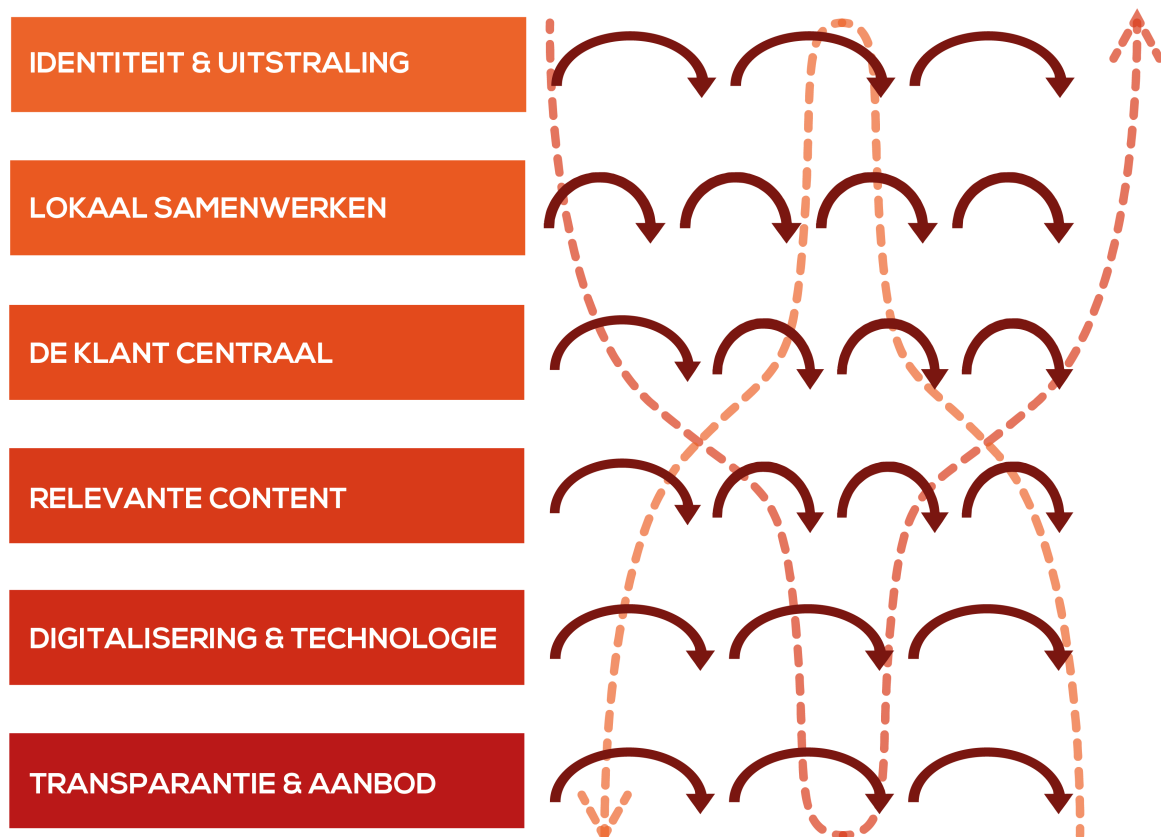 IDENTITEIT & UITSTRALING
LOKAAL SAMENWERKEN
DE KLANT CENTRAAL
RELEVANTE CONTENT
DIGITALISERING & TECHNOLOGIE
TRANSPARANTIE & AANBOD